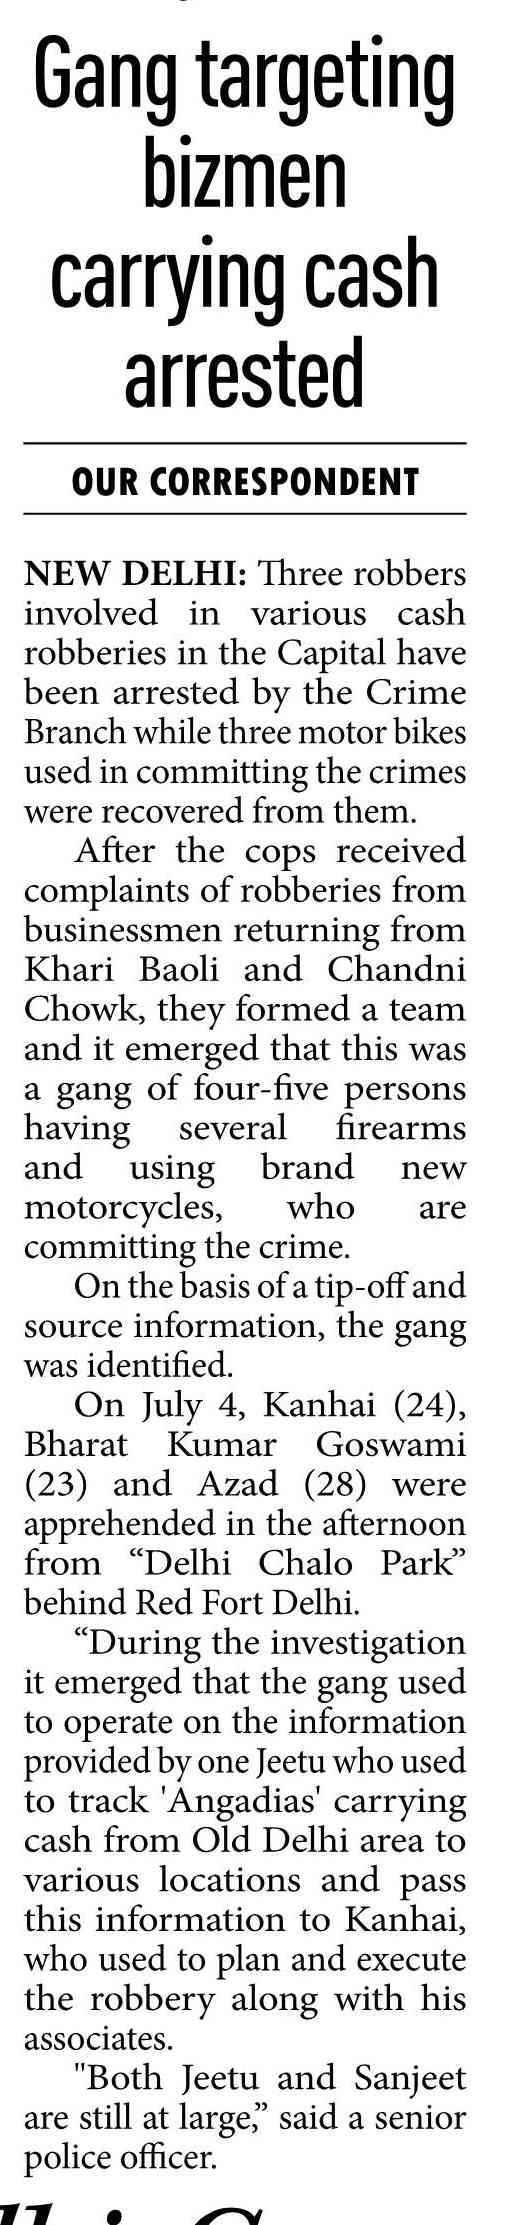 Gang targeting
bizmen
carrying cash
arrested
OUR CORRESPONDENT
NEW DELHI: Three robbers
involved in various cash
robberies in the Capital have
been arrested by the Crime
Branch while three motor bikes
used in committing the crimes
were recovered from them.
After the cops received
complaints of robberies from
businessmen returning from
Khari Baoli and Chandni
Chowk, they formed a team
and it emerged that this was
a gang of four-five persons
having several firearms
and using brand new
motorcycles, who are
committing the crime.
On the basis of a tip-off and
source information, the gang
was identified.
On July 4, Kanhai (24),
Bharat Kumar Goswami
(23) and Azad (28) were
apprehended in the afternoon
from “Delhi Chalo Park”
behind Red Fort Delhi.
“During the investigation
it emerged that the gang used
to operate on the information
provided by one Jeetu who used
to track 'Angadias' carrying
cash from Old Delhi area to
various locations and pass
this information to Kanhai,
who used to plan and execute
the robbery along with his
associates.
"Both Jeetu and Sanjeet
are still at large,” said a senior
police officer.